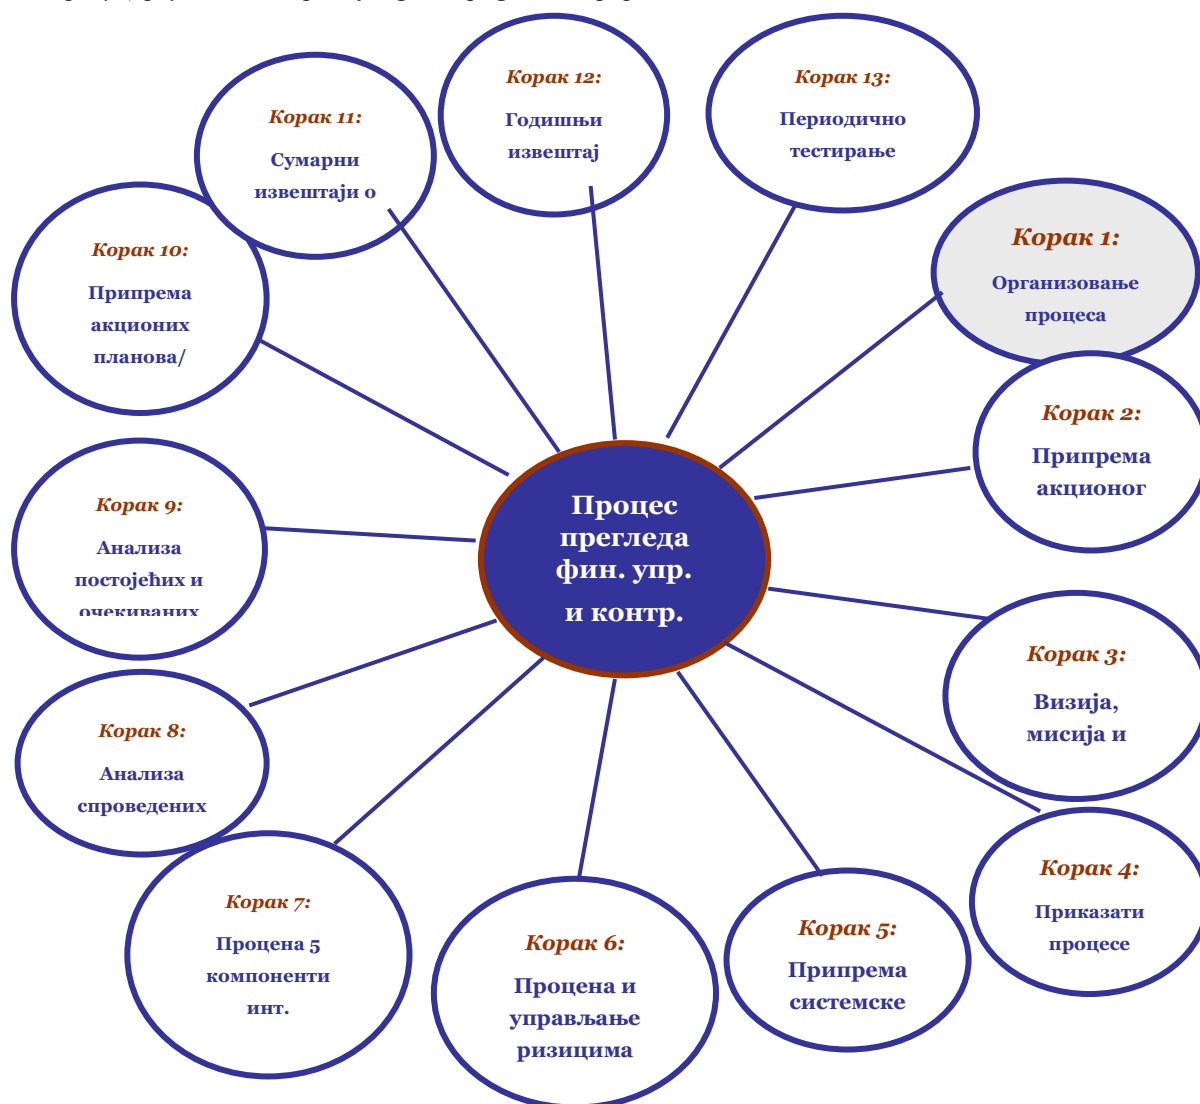 Корак 12:
Годишњи
извештај
Корак 13:
Периодично
тестирање
Корак 11:
Сумарни
извештаји о
Корак 1:
Организовање
процеса
Корак 10:
Припрема
акционих
планова/
Корак 2:
Припрема
акционог
Процес
прегледа
фин. упр.
и контр.
Корак 9:
Анализа
постојећих и
очекиваних
Корак 3:
Визија,
мисија и
Корак 8:
Анализа
спроведених
Корак 4:
Приказати
процесе
Корак 7:
Процена 5
компоненти
инт.
Корак 6:
Процена и
управљање
ризицима
Корак 5:
Припрема
системске